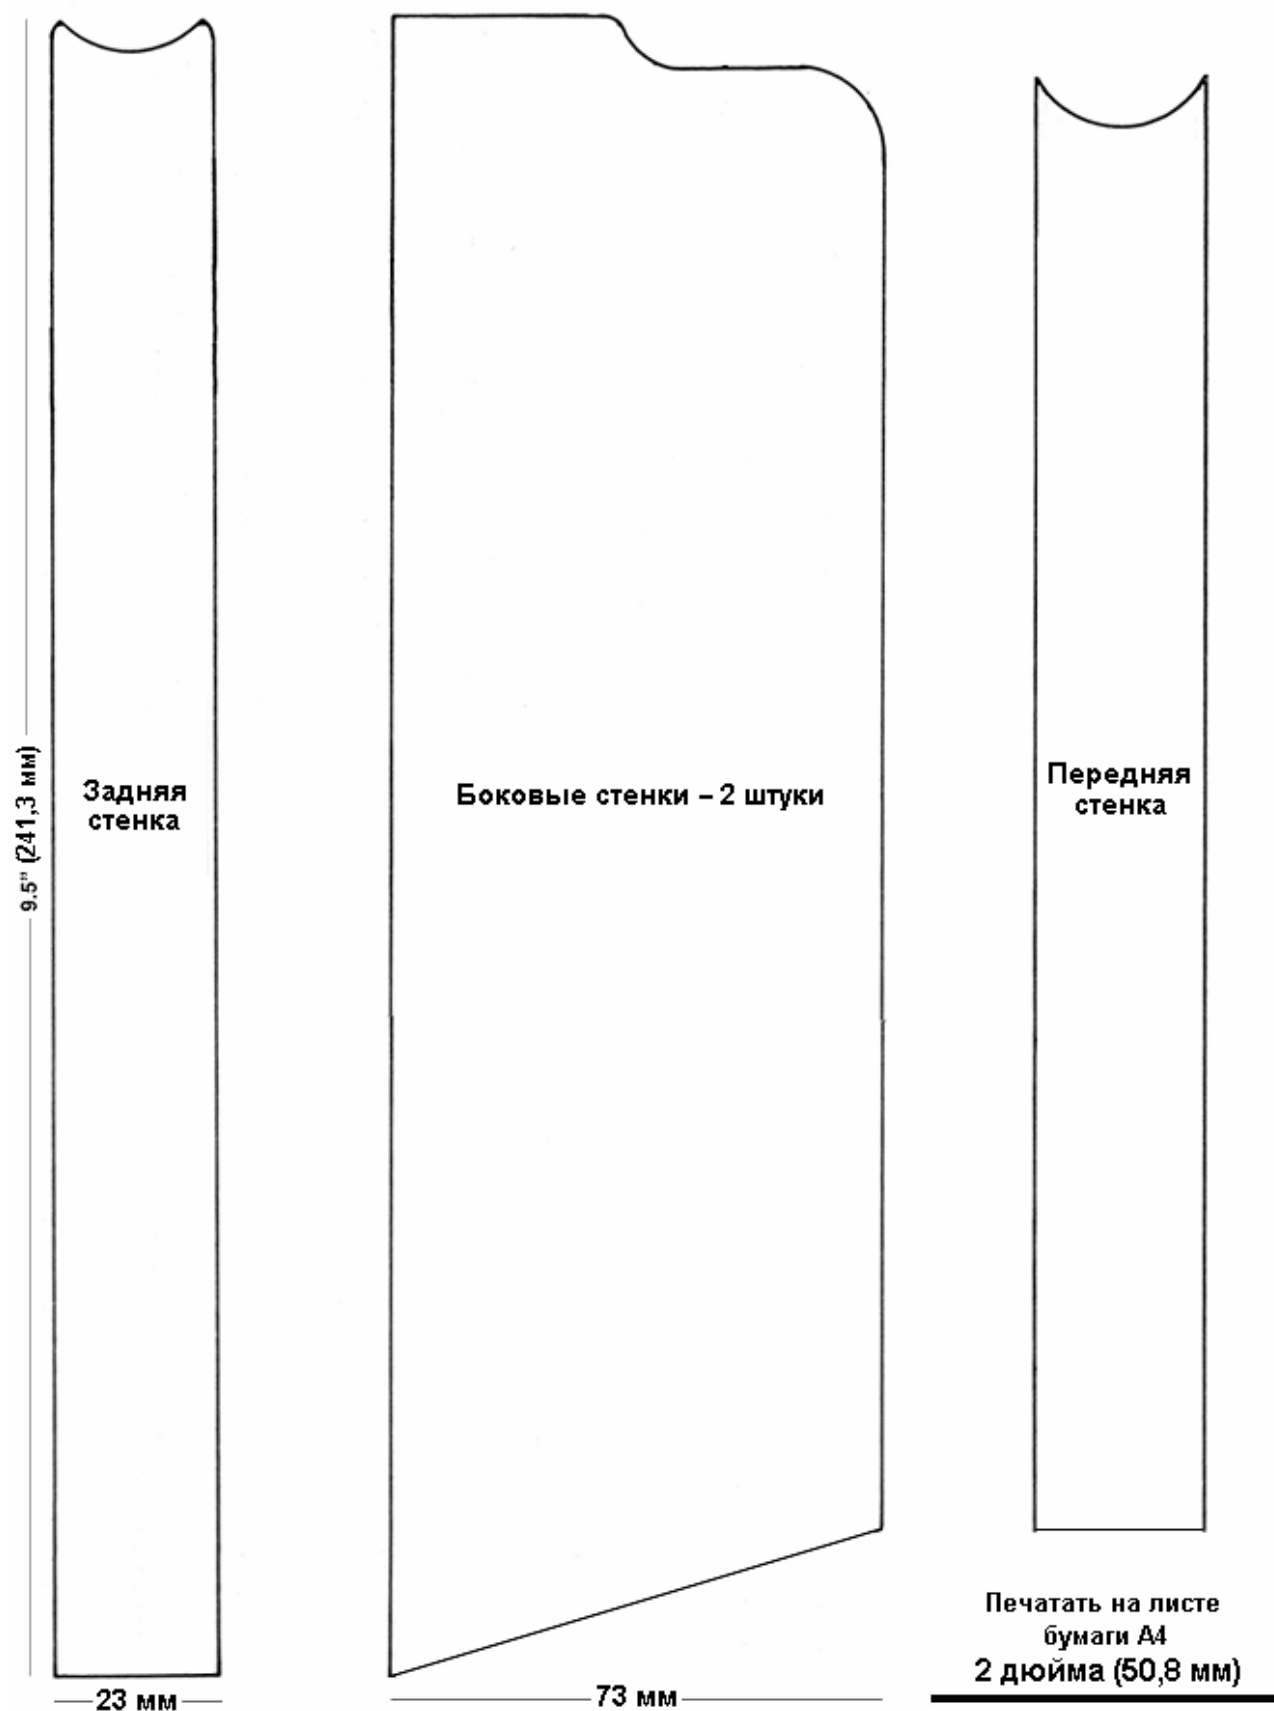 9.5" (241,3 мм)
Задняя
стенка
Боковые стенки – 2 штуки
Передняя
стенка
Печатать на листе
бумаги А4
2 дюйма (50,8 мм)
23 мм
73 мм